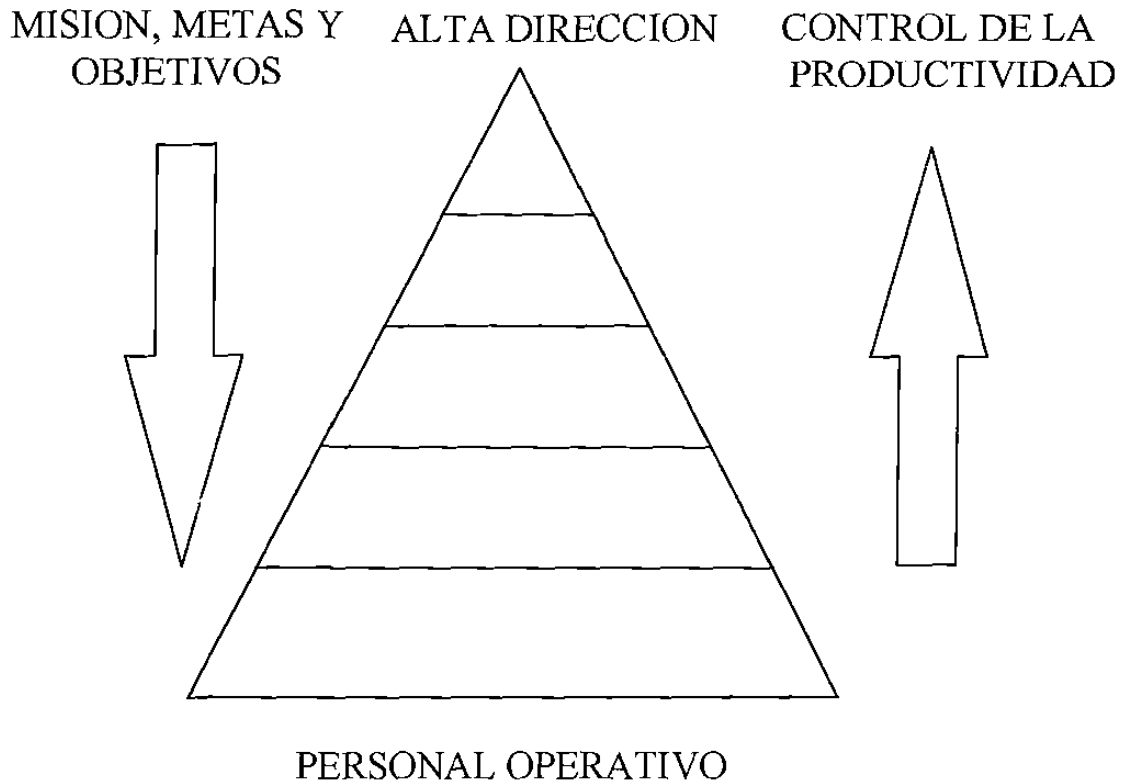 MISION, METAS Y
OBJETIVOS
ALTA DIRECCION
CONTROL DE LA
PRODUCTIVIDAD
PERSONAL OPERATIVO